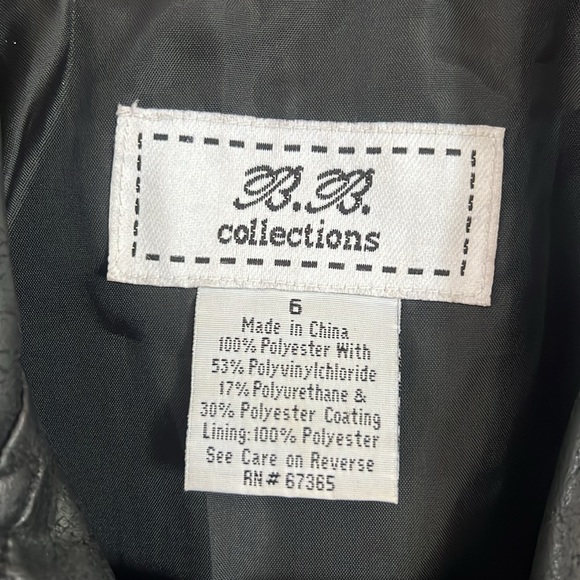 B.B.
collections
6
Made in China
100% Polyester With
53% Polyvinylchloride
17% Polyurethane &
30% Polyester Coating
Lining:100% Polyester
See Care on Reverse
RN# 67365